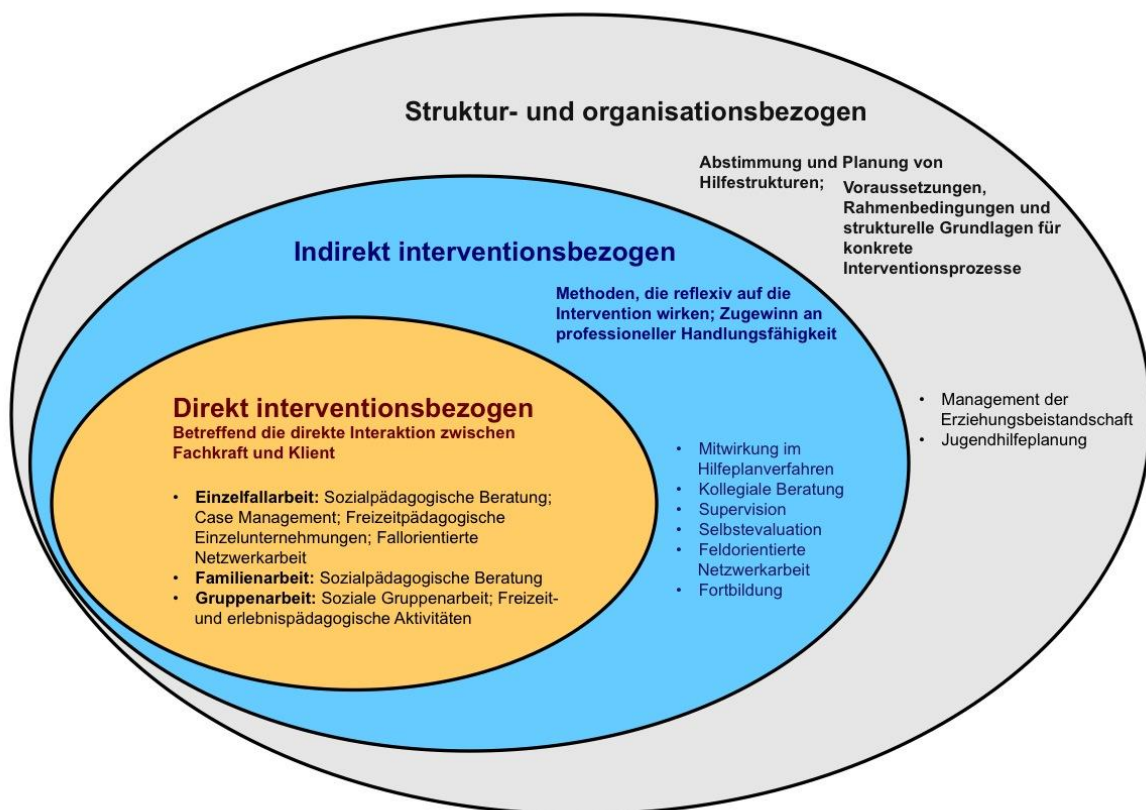 Struktur- und organisationsbezogen
Abstimmung und Planung von
Hilfestrukturen;
Voraussetzungen,
Rahmenbedingungen und
strukturelle Grundlagen für
konkrete
Interventionsprozesse
• Management der
Erziehungsbeistandschaft
• Jugendhilfeplanung
Indirekt interventionsbezogen
Methoden, die reflexiv auf die
Intervention wirken; Zugewinn an
professioneller Handlungsfähigkeit
• Mitwirkung im
Hilfeplanverfahren
• Kollegiale Beratung
• Supervision
• Selbstevaluation
• Feldorientierte
Netzwerkarbeit
• Fortbildung
Direkt interventionsbezogen
Betreffend die direkte Interaktion zwischen
Fachkraft und Klient
• Einzelfallarbeit: Sozialpädagogische Beratung;
Case Management; Freizeitpädagogische
Einzelunternehmungen; Fallorientierte
Netzwerkarbeit
• Familienarbeit: Sozialpädagogische Beratung
• Gruppenarbeit: Soziale Gruppenarbeit; Freizeit-
und erlebnispädagogische Aktivitäten